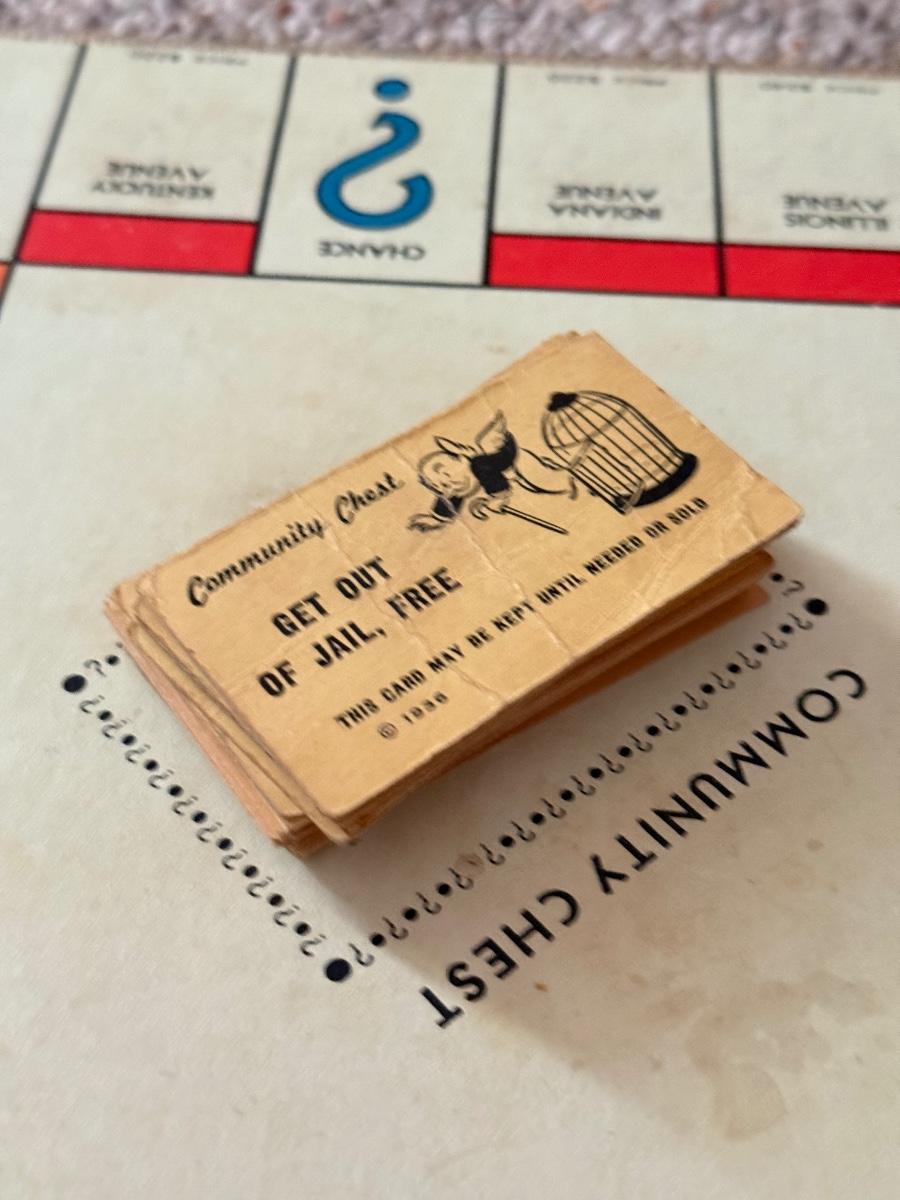 KENTUCKY
AVENUE
CHANCE
INDIANA
AVENUE
ILLINOIS
AVENUE
Community Chest
GET OUT
OF JAIL, FREE
THIS CARD MAY BE KEPT UNTIL NEEDED OR SOLD
© 1936
COMMUNITY CHEST